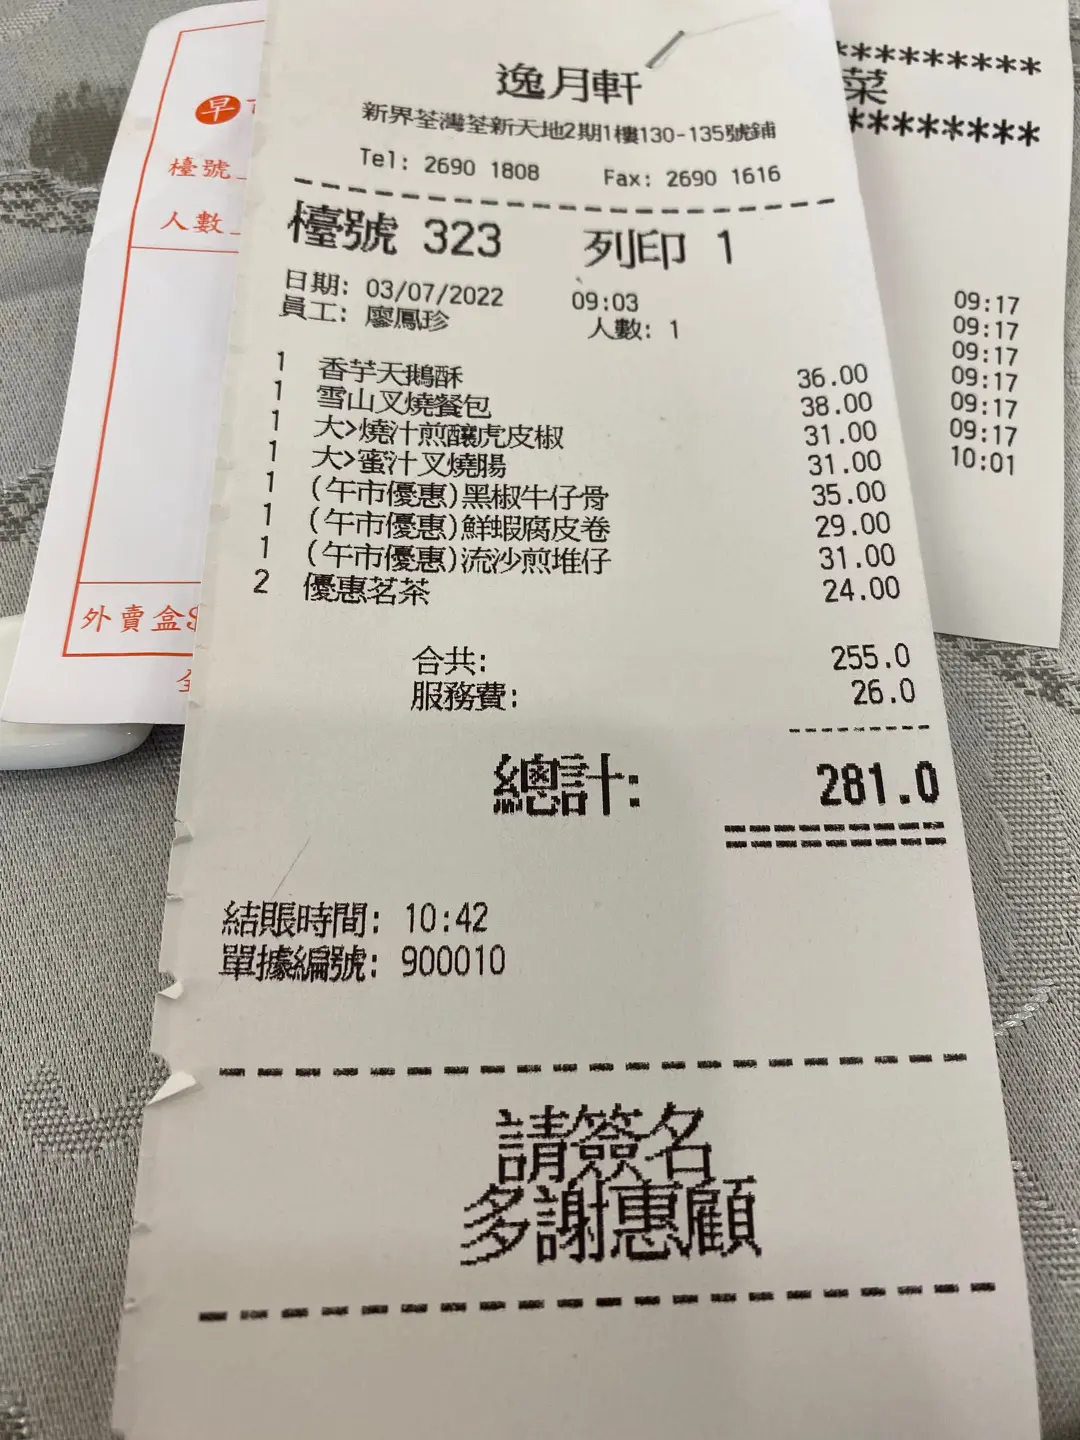 逸月軒
新界荃灣荃新天地2期1樓130-135號鋪
Tel: 2690 1808 Fax: 2690 1616
檯號 323 列印 1
日期: 03/07/2022 09:03
員工: 廖鳳珍 人數: 1
1 香芋天鵝酥 36.00
1 雪山叉燒餐包 38.00
1 大>燒汁煎釀虎皮椒 31.00
1 大>蜜汁叉燒腸 31.00
1 (午市優惠)黑椒牛仔骨 35.00
1 (午市優惠)鮮蝦腐皮卷 29.00
1 (午市優惠)流沙煎堆仔 31.00
2 優惠茗茶 24.00
合共: 255.0
服務費: 26.0
總計: 281.0
結賬時間: 10:42
單據編號: 900010
請簽名
多謝惠顧
早
檯號
人數
外賣盒$
*********
菜
*********
09:17
09:17
09:17
09:17
09:17
09:17
10:01